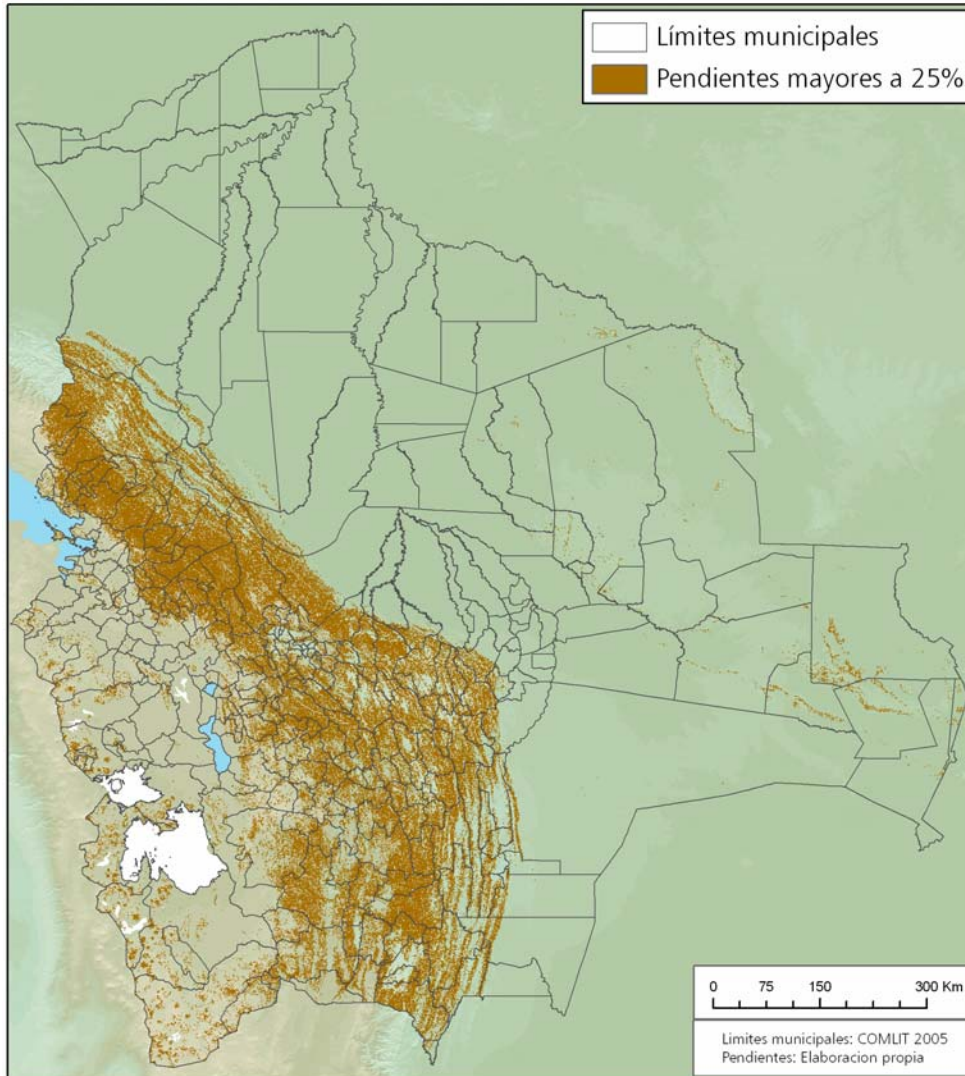 Límites municipales
Pendientes mayores a 25%
0 75 150 300 Km
Limites municipales: COMLIT 2005
Pendientes: Elaboracion propia